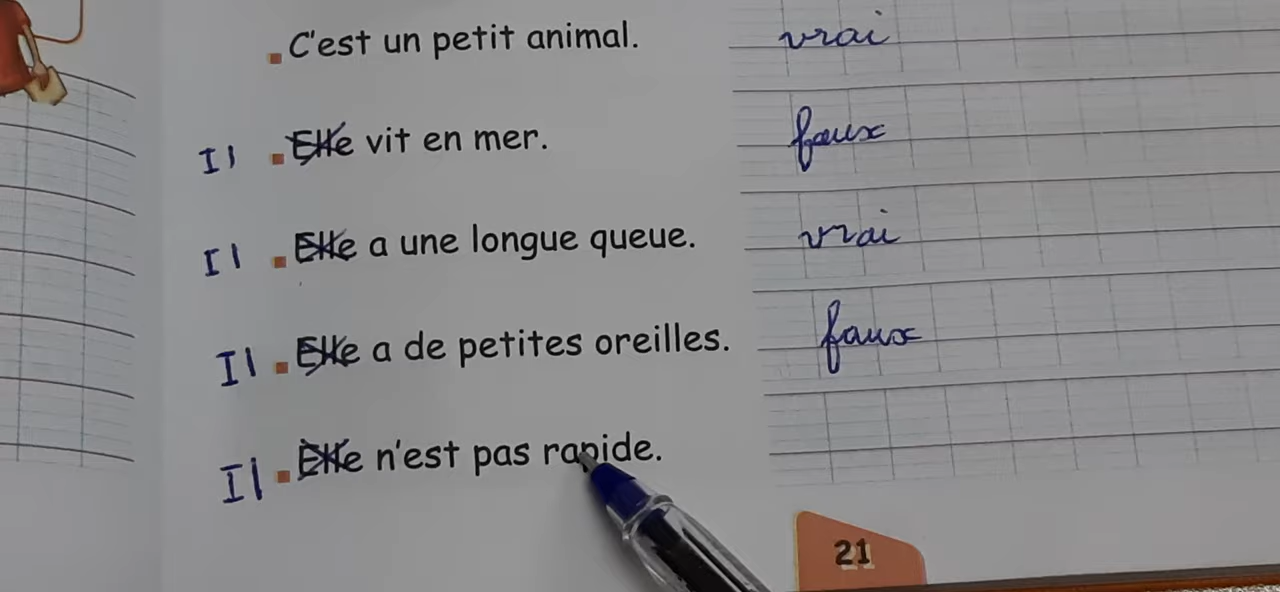 C'est un petit animal. vrai
Il Elle vit en mer. faux
Il Elle a une longue queue. vrai
Il Elle a de petites oreilles. faux
Il Elle n'est pas rapide.
21